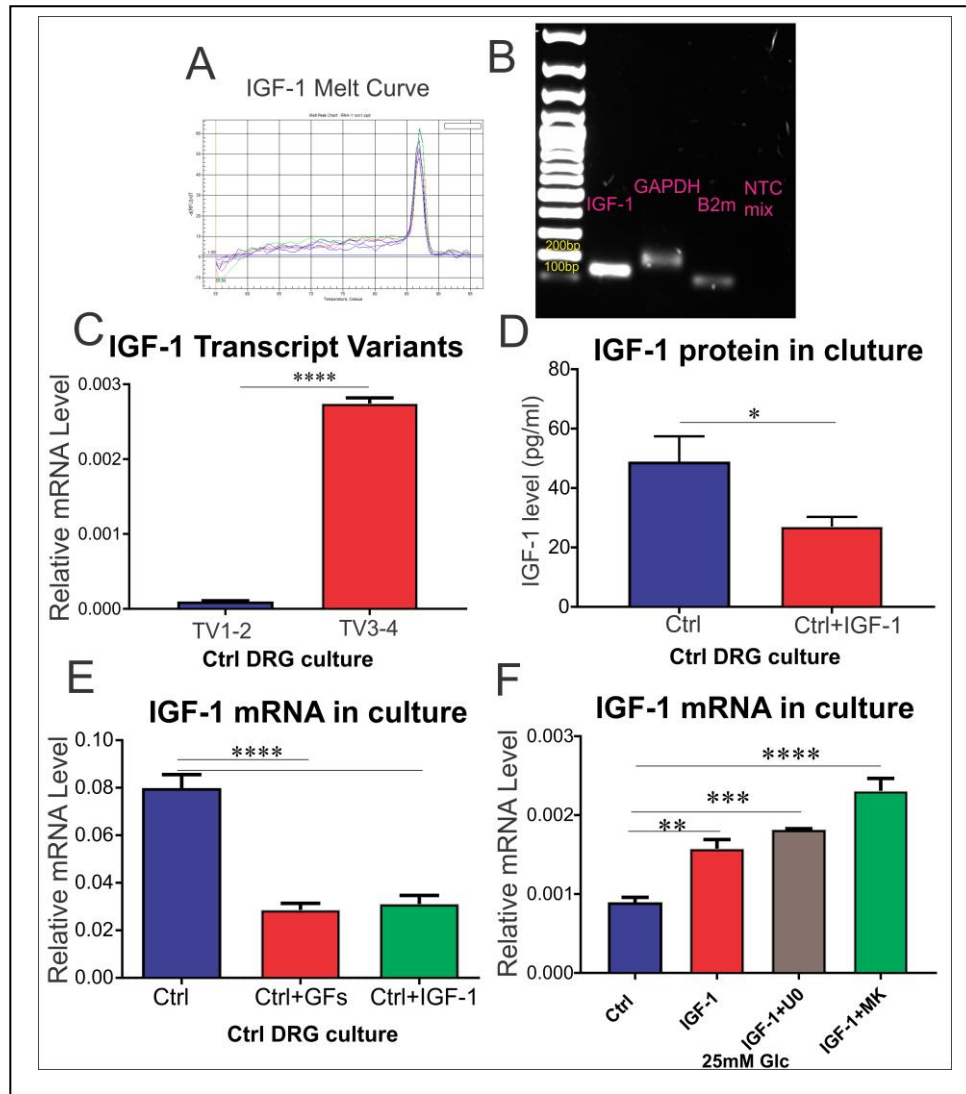 A
IGF-1 Melt Curve
Temperature, Celsius
B
IGF-1
GAPDH
B2m
NTC
mix
200bp
100bp
C
IGF-1 Transcript Variants
****
Relative mRNA Level
0.003
0.002
0.001
0.000
TV1-2
TV3-4
Ctrl DRG culture
D
IGF-1 protein in cluture
*
IGF-1 level (pg/ml)
80
60
40
20
0
Ctrl
Ctrl+IGF-1
Ctrl DRG culture
E
IGF-1 mRNA in culture
****
Relative mRNA Level
0.10
0.08
0.06
0.04
0.02
0.00
Ctrl
Ctrl+GFs
Ctrl+IGF-1
Ctrl DRG culture
F
IGF-1 mRNA in culture
****
***
**
Relative mRNA Level
0.003
0.002
0.001
0.000
Ctrl
IGF-1
IGF-1+U0
IGF-1+MK
25mM Glc